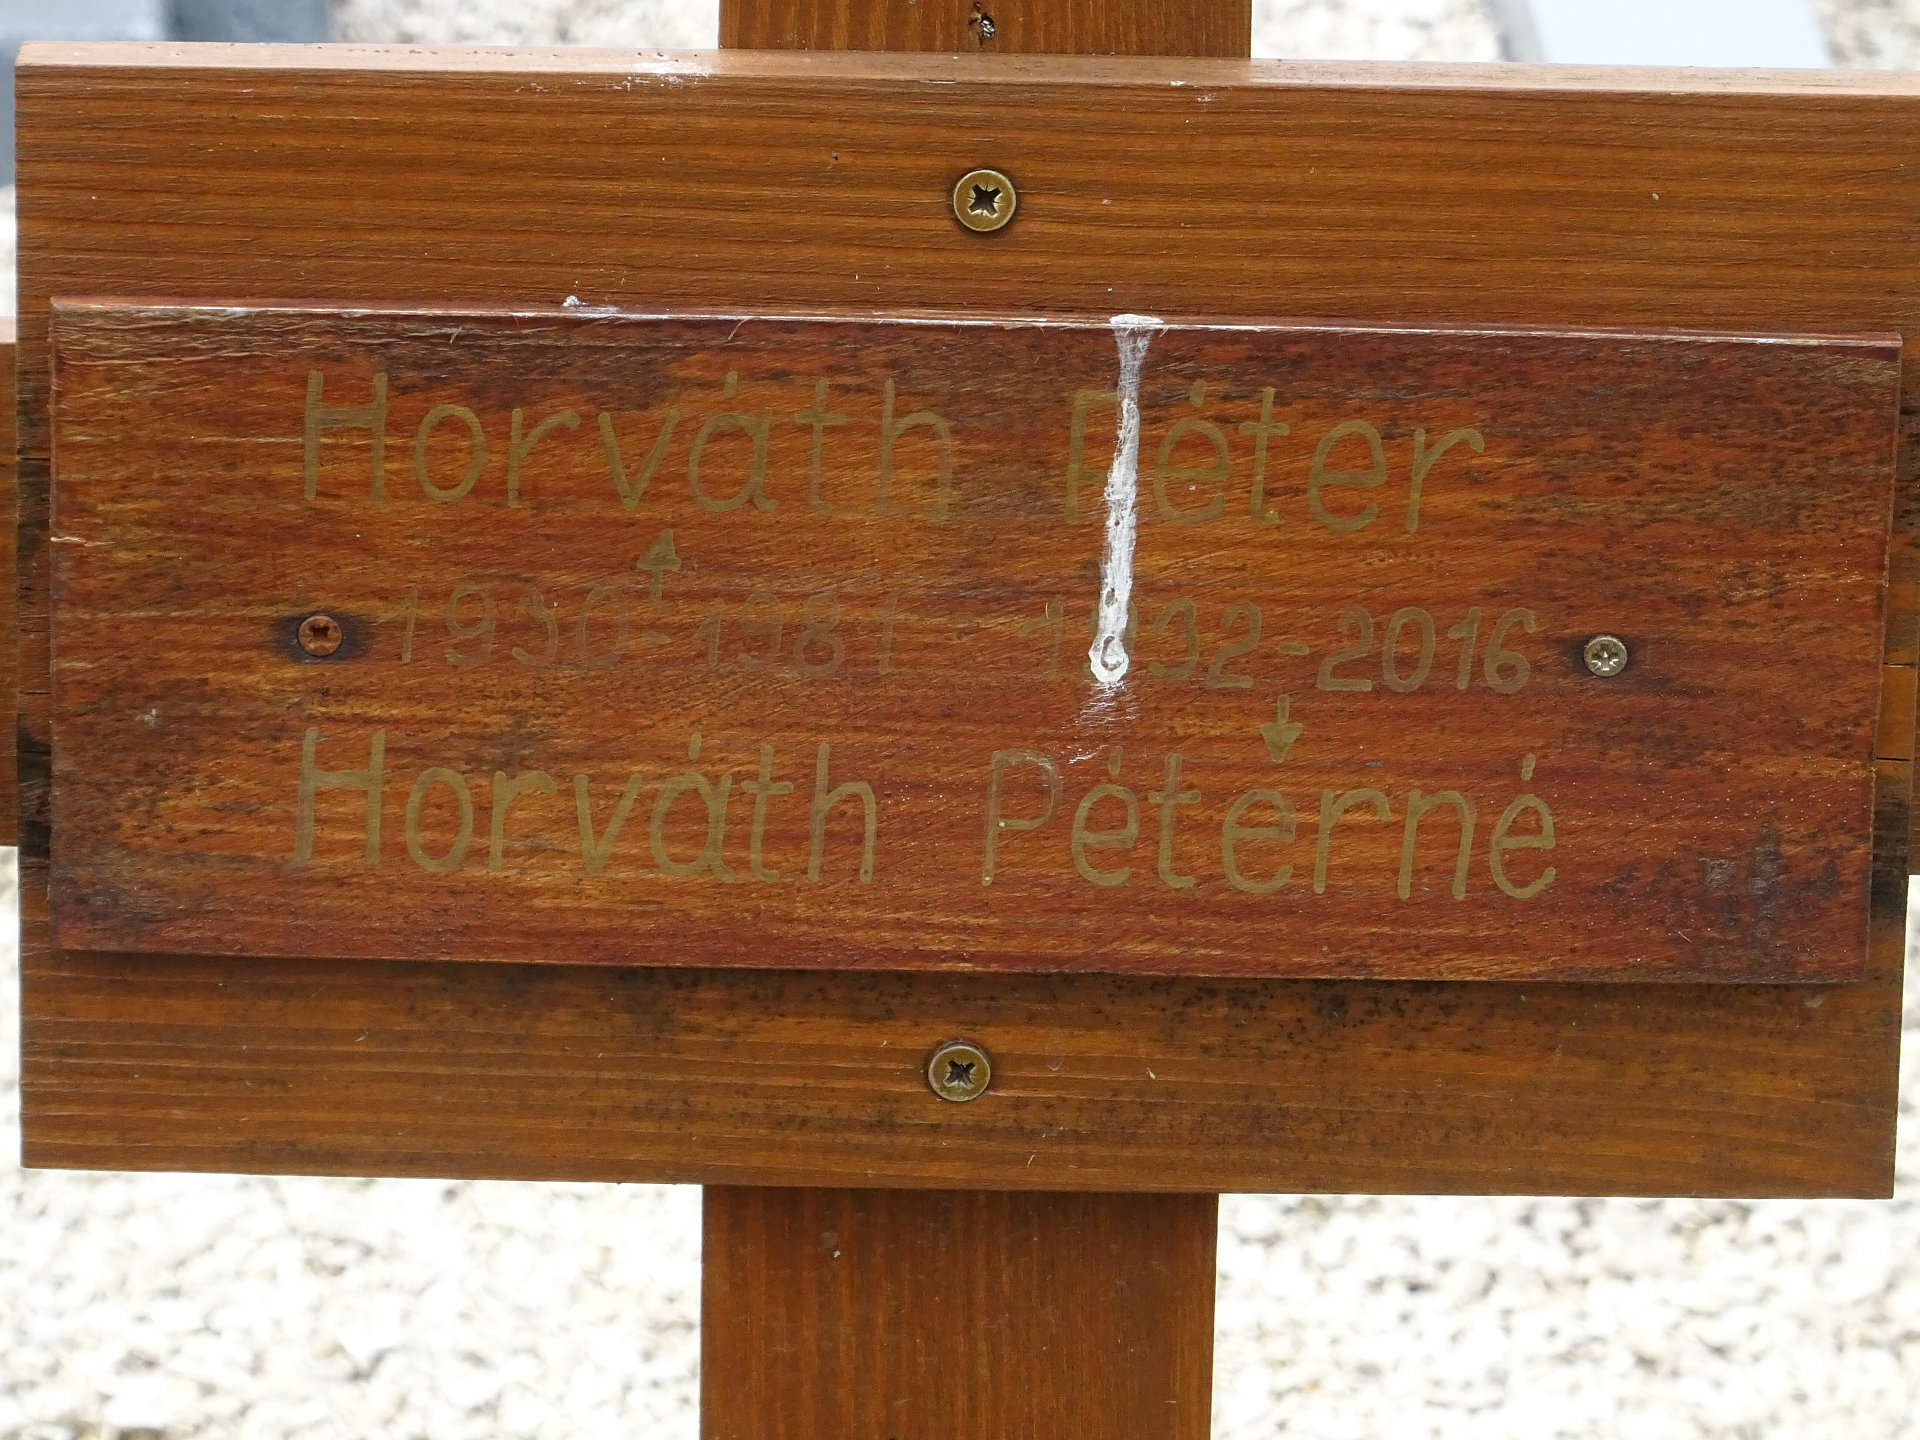 Horváth Péter
1930-1981 1932-2016
Horváth Péterné